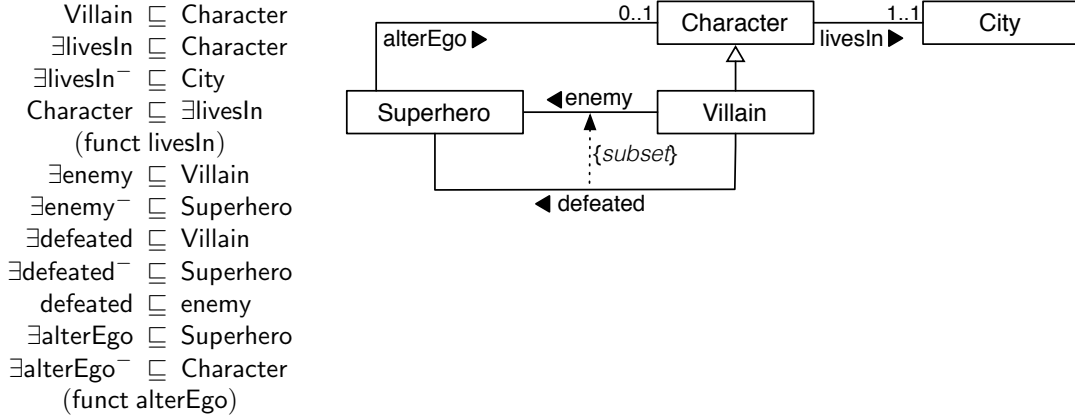 Villain ⊑ Character
∃livesIn ⊑ Character
∃livesIn⁻ ⊑ City
Character ⊑ ∃livesIn
(funct livesIn)
∃enemy ⊑ Villain
∃enemy⁻ ⊑ Superhero
∃defeated ⊑ Villain
∃defeated⁻ ⊑ Superhero
defeated ⊑ enemy
∃alterEgo ⊑ Superhero
∃alterEgo⁻ ⊑ Character
(funct alterEgo)
0..1 Character 1..1 City
alterEgo ▶ livesIn ▶
Superhero ◀ enemy Villain
{subset}
◀ defeated